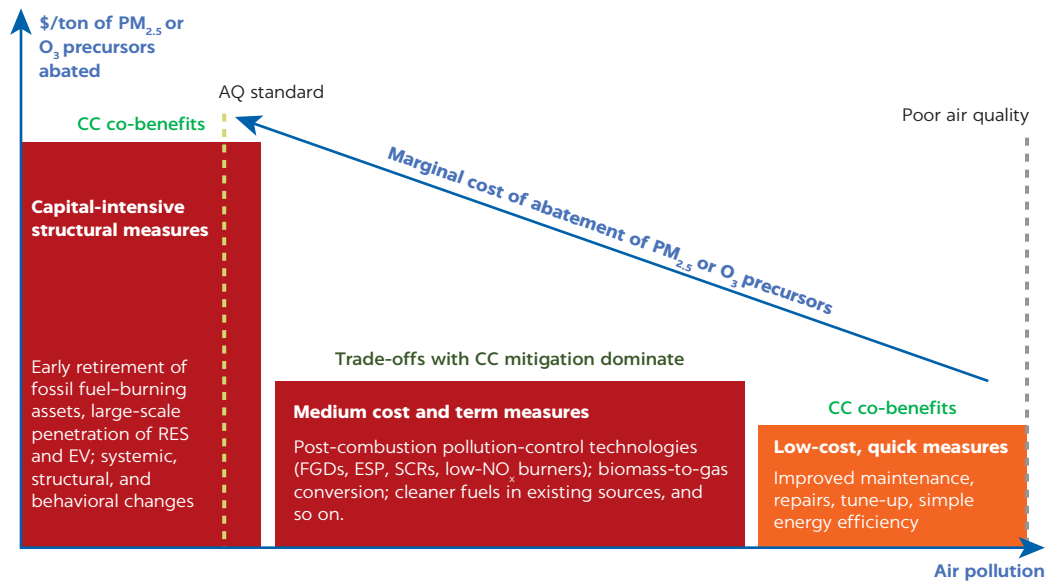 $/ton of PM2.5 or
O3 precursors
abated
AQ standard
CC co-benefits
Poor air quality
Marginal cost of abatement of PM2.5 or O3 precursors
Capital-intensive
structural measures
Early retirement of
fossil fuel–burning
assets, large-scale
penetration of RES
and EV; systemic,
structural, and
behavioral changes
Trade-offs with CC mitigation dominate
Medium cost and term measures
Post-combustion pollution-control technologies
(FGDs, ESP, SCRs, low-NOx burners); biomass-to-gas
conversion; cleaner fuels in existing sources, and
so on.
CC co-benefits
Low-cost, quick measures
Improved maintenance,
repairs, tune-up, simple
energy efficiency
Air pollution